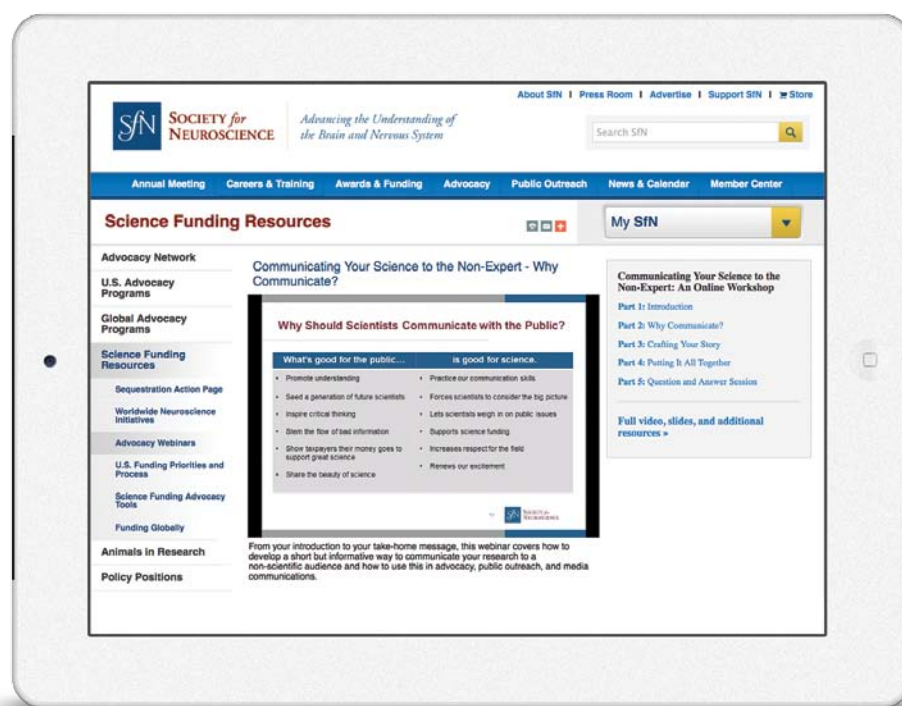 About SfN | Press Room | Advertise | Support SfN | Store
SfN
SOCIETY for
NEUROSCIENCE
Advancing the Understanding of
the Brain and Nervous System
Search SfN
Annual Meeting Careers & Training Awards & Funding Advocacy Public Outreach News & Calendar Member Center
Science Funding Resources
My SfN
Advocacy Network
U.S. Advocacy
Programs
Global Advocacy
Programs
Science Funding
Resources
Sequestration Action Page
Worldwide Neuroscience
Initiatives
Advocacy Webinars
U.S. Funding Priorities and
Process
Science Funding Advocacy
Tools
Funding Globally
Animals in Research
Policy Positions
Communicating Your Science to the Non-Expert - Why
Communicate?
Why Should Scientists Communicate with the Public?
What's good for the public... is good for science.
• Promote understanding
• Seed a generation of future scientists
• Inspire critical thinking
• Stem the flow of bad information
• Show taxpayers their money goes to
support great science
• Share the beauty of science
• Practice our communication skills
• Forces scientists to consider the big picture
• Lets scientists weigh in on public issues
• Supports science funding
• Increases respect for the field
• Renews our excitement
SfN
SOCIETY for
NEUROSCIENCE
From your introduction to your take-home message, this webinar covers how to
develop a short but informative way to communicate your research to a
non-scientific audience and how to use this in advocacy, public outreach, and media
communications.
Communicating Your Science to the
Non-Expert: An Online Workshop
Part 1: Introduction
Part 2: Why Communicate?
Part 3: Crafting Your Story
Part 4: Putting It All Together
Part 5: Question and Answer Session
Full video, slides, and additional
resources »